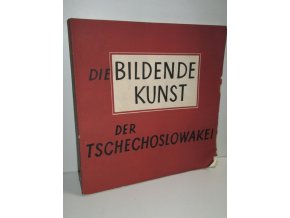 DIE BILDENDE
KUNST
DER
TSCHECHOSLOWAKEI